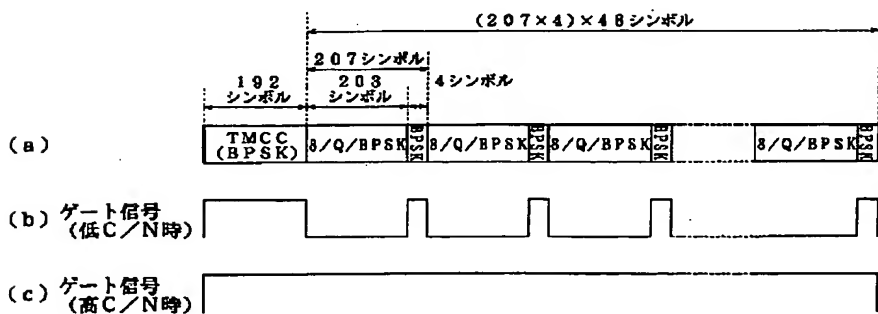 (207×4)×48シンボル
207シンボル
192
シンボル
203
シンボル
4シンボル
(a)
TMCC
(BPSK)
8/Q/BPSK
BPSK
8/Q/BPSK
BPSK
8/Q/BPSK
BPSK
8/Q/BPSK
BPSK
(b) ゲート信号
(低C/N時)
(c) ゲート信号
(高C/N時)